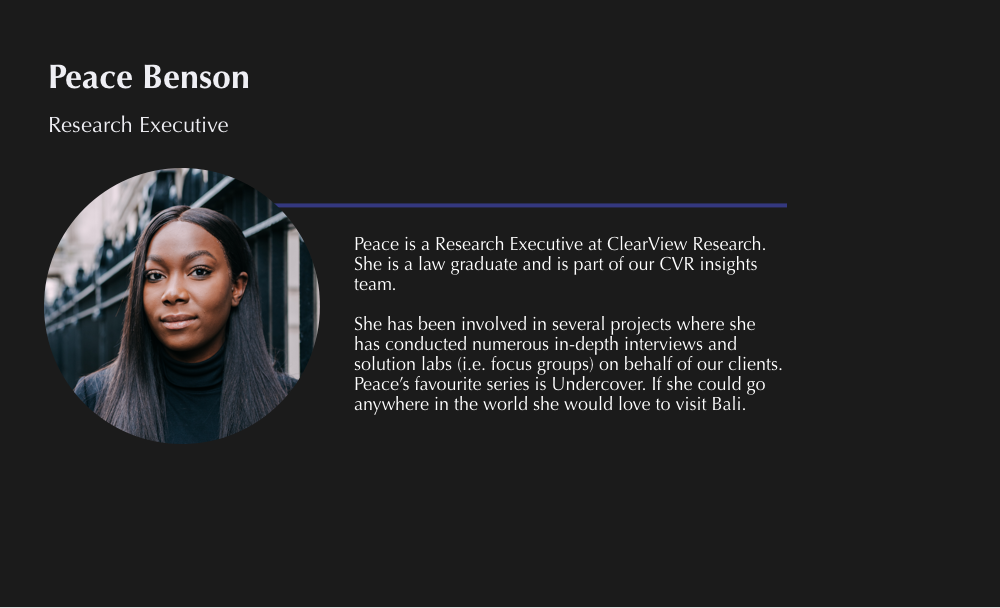 Peace Benson
Research Executive
Peace is a Research Executive at ClearView Research.
She is a law graduate and is part of our CVR insights
team.
She has been involved in several projects where she
has conducted numerous in-depth interviews and
solution labs (i.e. focus groups) on behalf of our clients.
Peace’s favourite series is Undercover. If she could go
anywhere in the world she would love to visit Bali.